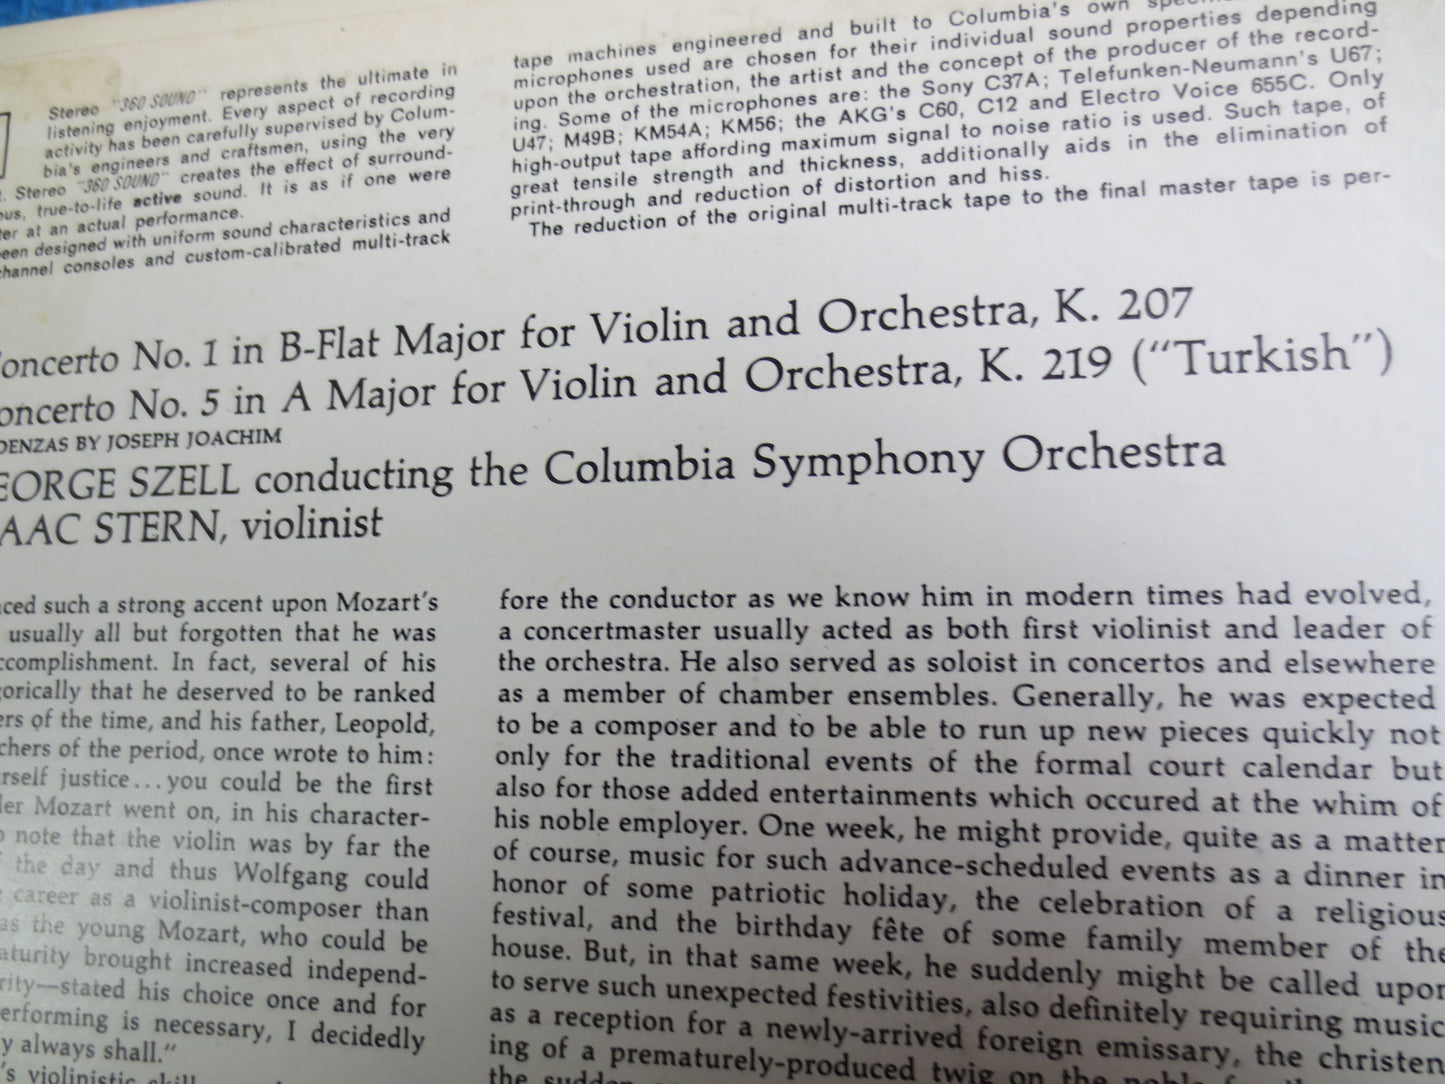 Stereo "360 SOUND" represents the ultimate in
listening enjoyment. Every aspect of recording
activity has been carefully supervised by Colum-
bia's engineers and craftsmen, using the very
Stereo "360 SOUND" creates the effect of surround-
true-to-life active sound. It is as if one were
at an actual performance.
been designed with uniform sound characteristics and
channel consoles and custom-calibrated multi-track
tape machines engineered and built to Columbia's own
microphones used are chosen for their individual sound properties depending
upon the orchestration, the artist and the concept of the producer of the record-
ing. Some of the microphones are: the Sony C37A; Telefunken-Neumann's U67;
U47; M49B; KM54A; KM56; the AKG's C60, C12 and Electro Voice 655C. Only
high-output tape affording maximum signal to noise ratio is used. Such tape, of
great tensile strength and thickness, additionally aids in the elimination of
print-through and reduction of distortion and hiss.
The reduction of the original multi-track tape to the final master tape is per-
oncerto No. 1 in B-Flat Major for Violin and Orchestra, K. 207
oncerto No. 5 in A Major for Violin and Orchestra, K. 219 ("Turkish")
DENZAS BY JOSEPH JOACHIM
EORGE SZELL conducting the Columbia Symphony Orchestra
AAC STERN, violinist
ced such a strong accent upon Mozart's
usually all but forgotten that he was
ccomplishment. In fact, several of his
gorically that he deserved to be ranked
ers of the time, and his father, Leopold,
chers of the period, once wrote to him:
rself justice...you could be the first
der Mozart went on, in his character-
note that the violin was by far the
the day and thus Wolfgang could
career as a violinist-composer than
as the young Mozart, who could be
aturity brought increased independ-
rity—stated his choice once and for
erforming is necessary, I decidedly
y always shall."
's violinistic skill
fore the conductor as we know him in modern times had evolved,
a concertmaster usually acted as both first violinist and leader of
the orchestra. He also served as soloist in concertos and elsewhere
as a member of chamber ensembles. Generally, he was expected
to be a composer and to be able to run up new pieces quickly not
only for the traditional events of the formal court calendar but
also for those added entertainments which occured at the whim of
his noble employer. One week, he might provide, quite as a matter
of course, music for such advance-scheduled events as a dinner in
honor of some patriotic holiday, the celebration of a religious
festival, and the birthday fête of some family member of the
house. But, in that same week, he suddenly might be called upon
to serve such unexpected festivities, also definitely requiring music
as a reception for a newly-arrived foreign emissary, the christen
ing of a prematurely-produced twig on the noble
the